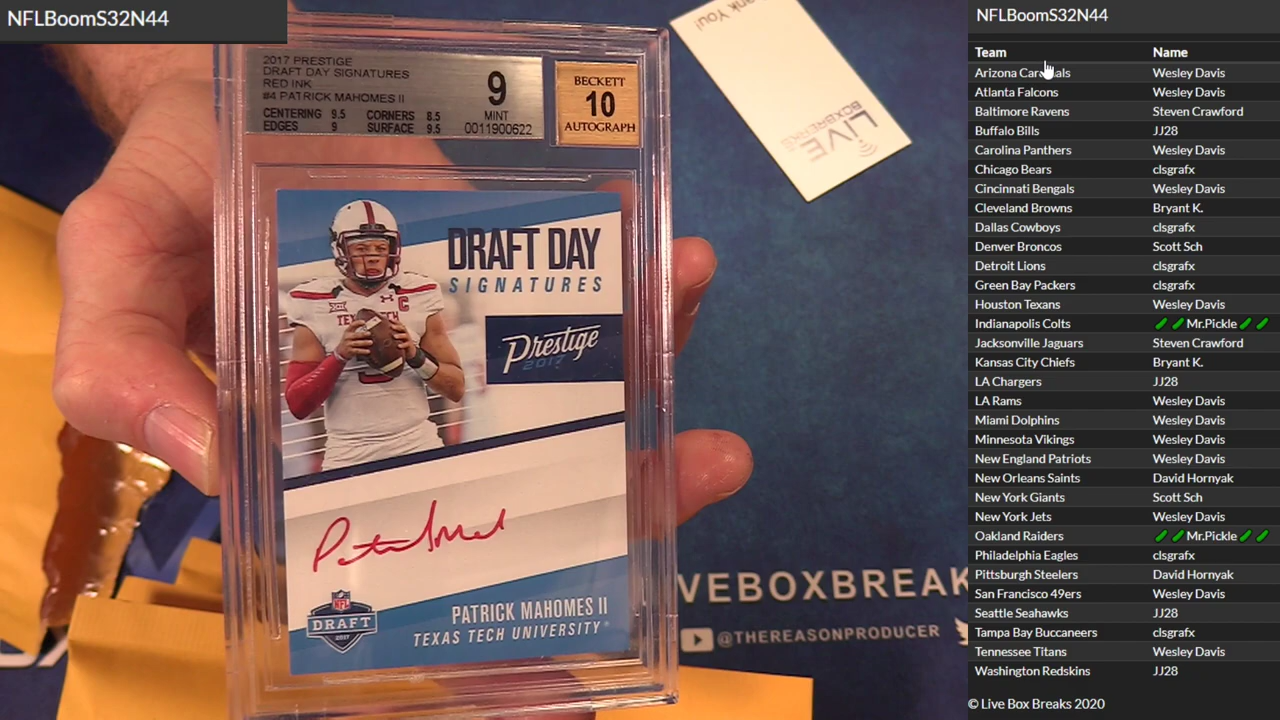 NFLBoomS32N44
2017 PRESTIGE
DRAFT DAY SIGNATURES
RED INK
#4 PATRICK MAHOMES II
CENTERING 9.5 CORNERS 8.5
EDGES 9 SURFACE 9.5
9
MINT
0011900622
BECKETT
10
AUTOGRAPH
Thank You!
LIVE
BOXBREAKS
DRAFT DAY
SIGNATURES
Prestige
2017
TEXAS TECH
C
NFL
DRAFT
2017
PATRICK MAHOMES II
TEXAS TECH UNIVERSITY
IVEBOXBREAK
@THEREASONPRODUCER
NFLBoomS32N44
Team Name
Arizona Cardinals Wesley Davis
Atlanta Falcons Wesley Davis
Baltimore Ravens Steven Crawford
Buffalo Bills JJ28
Carolina Panthers Wesley Davis
Chicago Bears clsgrafx
Cincinnati Bengals Wesley Davis
Cleveland Browns Bryant K.
Dallas Cowboys clsgrafx
Denver Broncos Scott Sch
Detroit Lions clsgrafx
Green Bay Packers clsgrafx
Houston Texans Wesley Davis
Indianapolis Colts Mr.Pickle
Jacksonville Jaguars Steven Crawford
Kansas City Chiefs Bryant K.
LA Chargers JJ28
LA Rams Wesley Davis
Miami Dolphins Wesley Davis
Minnesota Vikings Wesley Davis
New England Patriots Wesley Davis
New Orleans Saints David Hornyak
New York Giants Scott Sch
New York Jets Wesley Davis
Oakland Raiders Mr.Pickle
Philadelphia Eagles clsgrafx
Pittsburgh Steelers David Hornyak
San Francisco 49ers Wesley Davis
Seattle Seahawks JJ28
Tampa Bay Buccaneers clsgrafx
Tennessee Titans Wesley Davis
Washington Redskins JJ28
© Live Box Breaks 2020